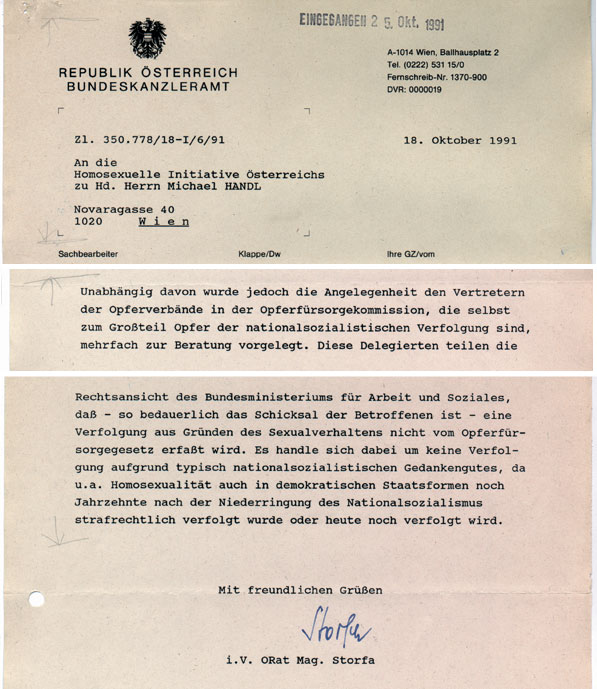 EINGEGANGEN 2 5. Okt. 1991
REPUBLIK ÖSTERREICH
BUNDESKANZLERAMT
A-1014 Wien, Ballhausplatz 2
Tel. (0222) 531 15/0
Fernschreib-Nr. 1370-900
DVR: 0000019
Zl. 350.778/18-I/6/91
18. Oktober 1991
An die
Homosexuelle Initiative Österreichs
zu Hd. Herrn Michael HANDL
Novaragasse 40
1020 Wien
Sachbearbeiter Klappe/Dw Ihre GZ/vom
Unabhängig davon wurde jedoch die Angelegenheit den Vertretern
der Opferverbände in der Opferfürsorgekommission, die selbst
zum Großteil Opfer der nationalsozialistischen Verfolgung sind,
mehrfach zur Beratung vorgelegt. Diese Delegierten teilen die
Rechtsansicht des Bundesministeriums für Arbeit und Soziales,
daß - so bedauerlich das Schicksal der Betroffenen ist - eine
Verfolgung aus Gründen des Sexualverhaltens nicht vom Opferfür-
sorgegesetz erfaßt wird. Es handle sich dabei um keine Verfol-
gung aufgrund typisch nationalsozialistischen Gedankengutes, da
u.a. Homosexualität auch in demokratischen Staatsformen noch
Jahrzehnte nach der Niederringung des Nationalsozialismus
strafrechtlich verfolgt wurde oder heute noch verfolgt wird.
Mit freundlichen Grüßen
Storfa
i.V. ORat Mag. Storfa